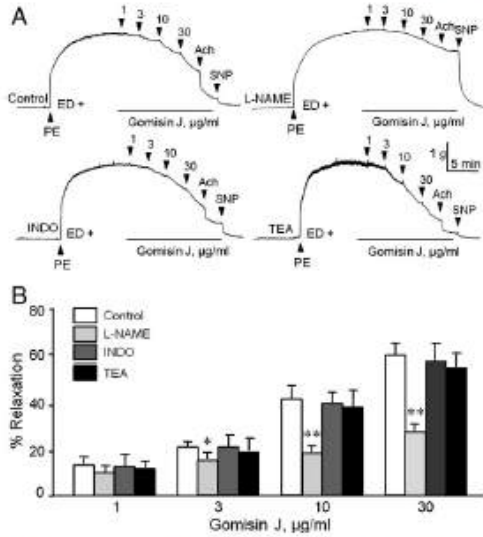 A
1 3 10 30 Ach SNP
Control ED +
PE
Gomisin J, µg/ml
1 3 10 30 Ach SNP
L-NAME ED +
PE
Gomisin J, µg/ml
1 3 10 30 Ach SNP
INDO ED +
PE
Gomisin J, µg/ml
1 3 10 30 Ach SNP
1 g
5 min
TEA ED +
PE
Gomisin J, µg/ml
B
80
60
40
20
0
% Relaxation
Control
L-NAME
INDO
TEA
* ** **
1 3 10 30
Gomisin J, µg/ml